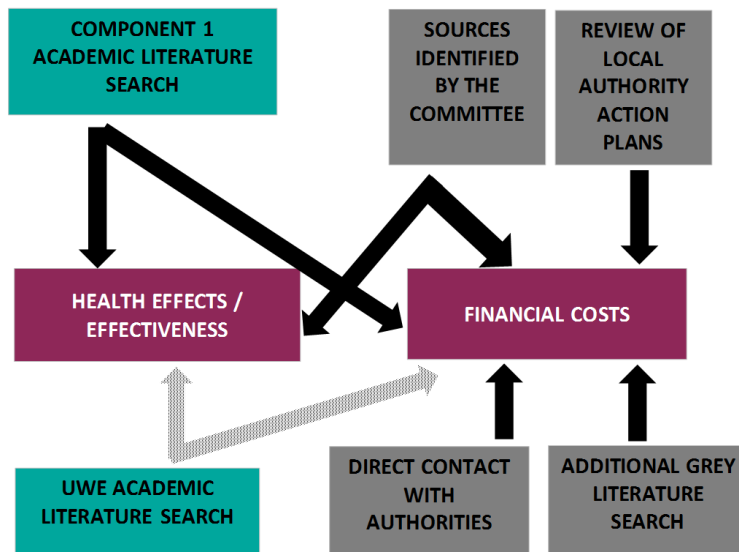 COMPONENT 1
ACADEMIC LITERATURE
SEARCH
SOURCES
IDENTIFIED
BY THE
COMMITTEE
REVIEW OF
LOCAL
AUTHORITY
ACTION
PLANS
HEALTH EFFECTS /
EFFECTIVENESS
FINANCIAL COSTS
UWE ACADEMIC
LITERATURE SEARCH
DIRECT CONTACT
WITH
AUTHORITIES
ADDITIONAL GREY
LITERATURE
SEARCH